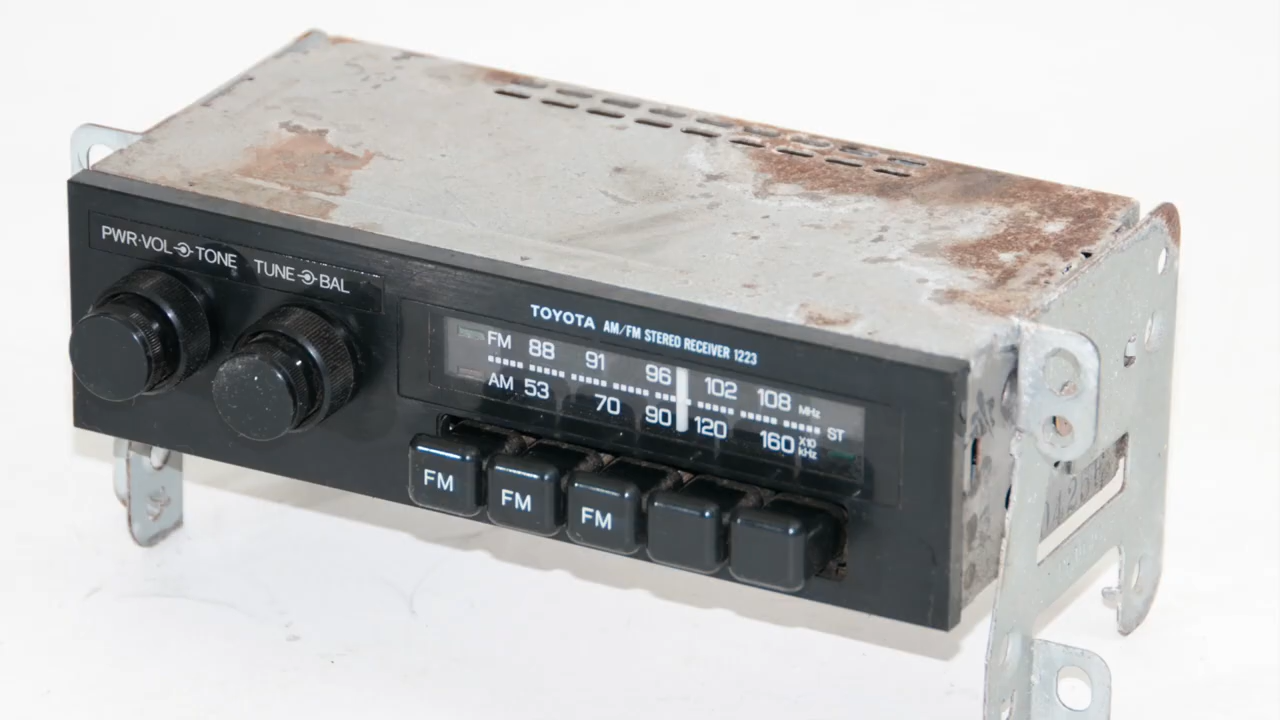 PWR·VOL TONE TUNE BAL
TOYOTA AM/FM STEREO RECEIVER 1223
FM 88 91 96 102 108 MHz
AM 53 70 90 120 160 X10 kHz
ST
FM
FM
FM